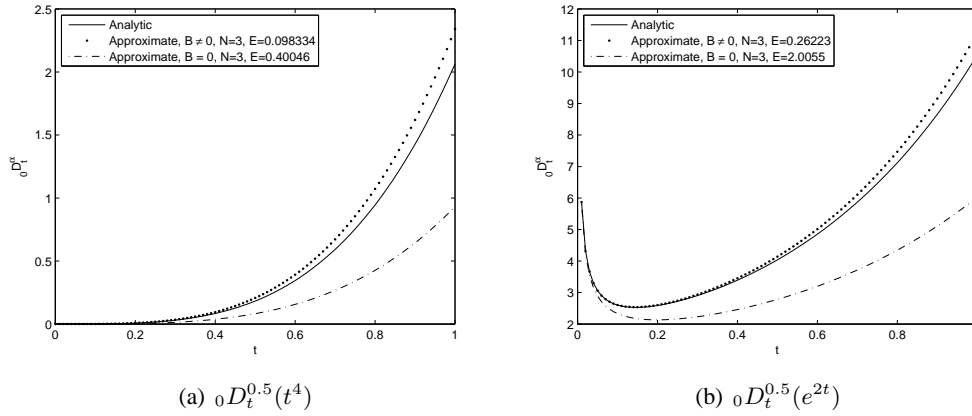 2.5
2
1.5
1
0.5
0
0 0.2 0.4 0.6 0.8 1
t
₀D_t^α
Analytic
Approximate, B ≠ 0, N=3, E=0.098334
Approximate, B = 0, N=3, E=0.40046
(a) ₀D_t^{0.5}(t^4)
12
11
10
9
8
7
6
5
4
3
2
0 0.2 0.4 0.6 0.8
t
₀D_t^α
Analytic
Approximate, B ≠ 0, N=3, E=0.26223
Approximate, B = 0, N=3, E=2.0055
(b) ₀D_t^{0.5}(e^{2t})